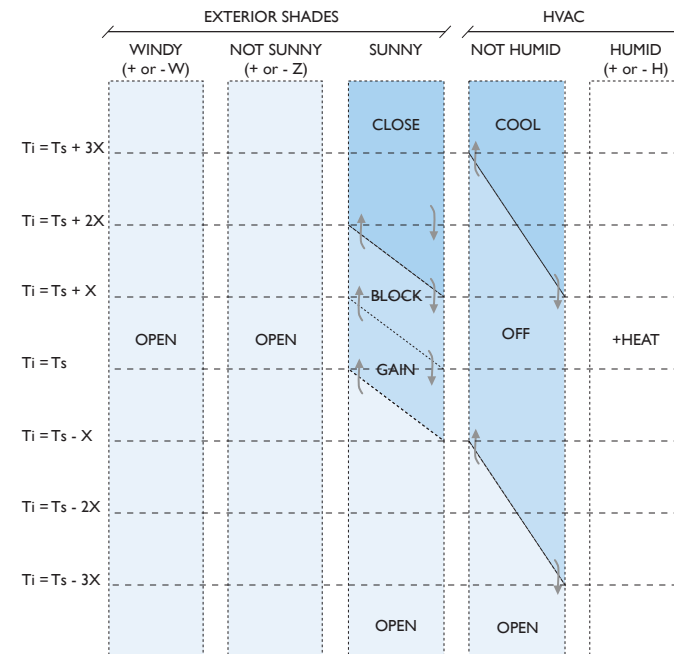 EXTERIOR SHADES HVAC
WINDY NOT SUNNY SUNNY NOT HUMID HUMID
(+ or - W) (+ or - Z) (+ or - H)
CLOSE COOL
Ti = Ts + 3X
Ti = Ts + 2X
Ti = Ts + X BLOCK
OPEN OPEN OFF +HEAT
Ti = Ts GAIN
Ti = Ts - X
Ti = Ts - 2X
Ti = Ts - 3X
OPEN OPEN